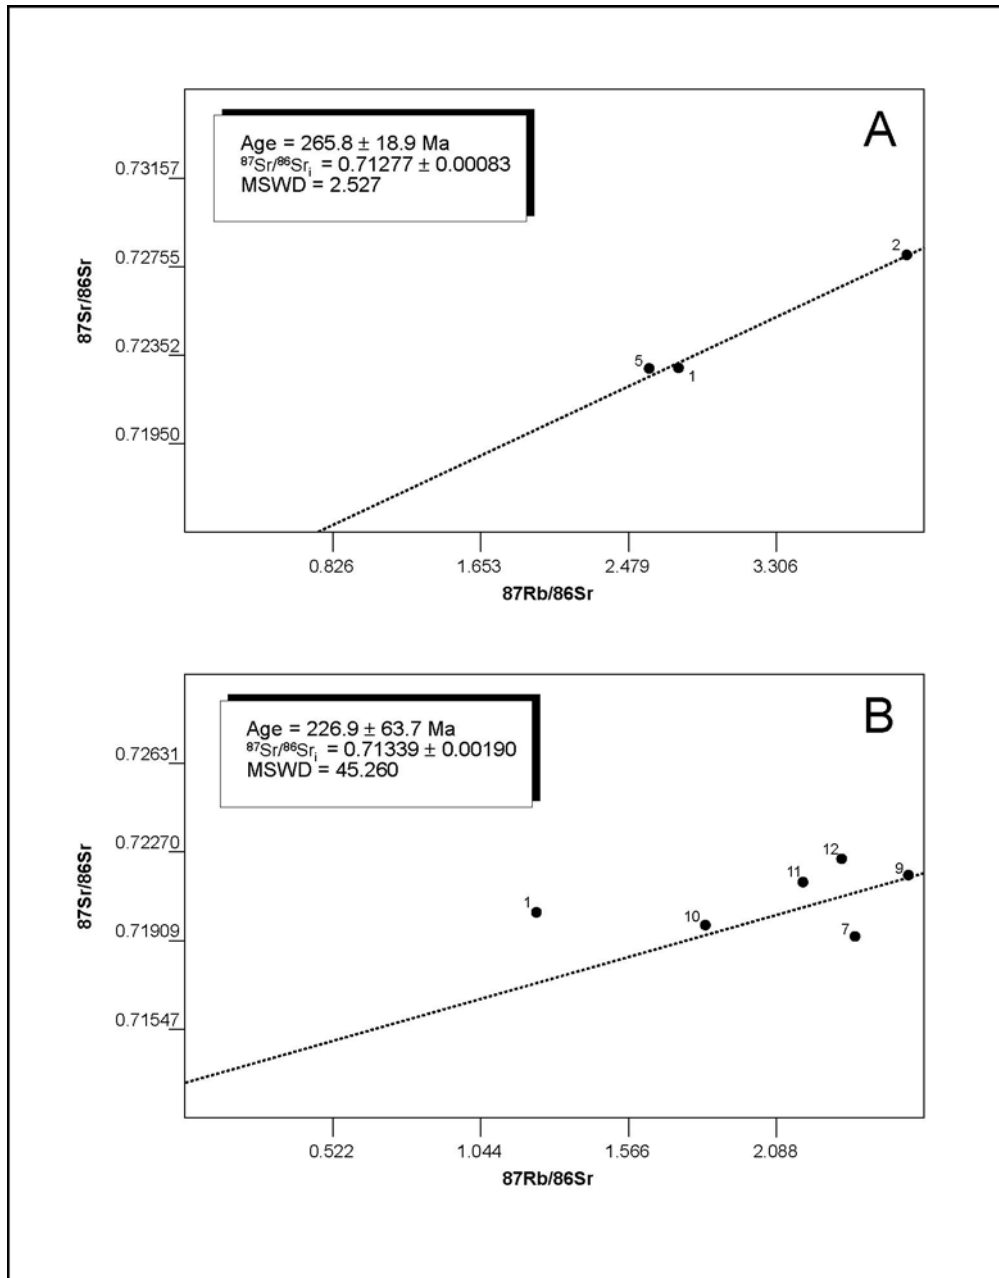 A
Age = 265.8 ± 18.9 Ma
⁸⁷Sr/⁸⁶Srᵢ = 0.71277 ± 0.00083
MSWD = 2.527
0.73157
0.72755
0.72352
0.71950
87Sr/86Sr
2
5
1
0.826 1.653 2.479 3.306
87Rb/86Sr
B
Age = 226.9 ± 63.7 Ma
⁸⁷Sr/⁸⁶Srᵢ = 0.71339 ± 0.00190
MSWD = 45.260
0.72631
0.72270
0.71909
0.71547
87Sr/86Sr
12
11
9
1
10
7
0.522 1.044 1.566 2.088
87Rb/86Sr